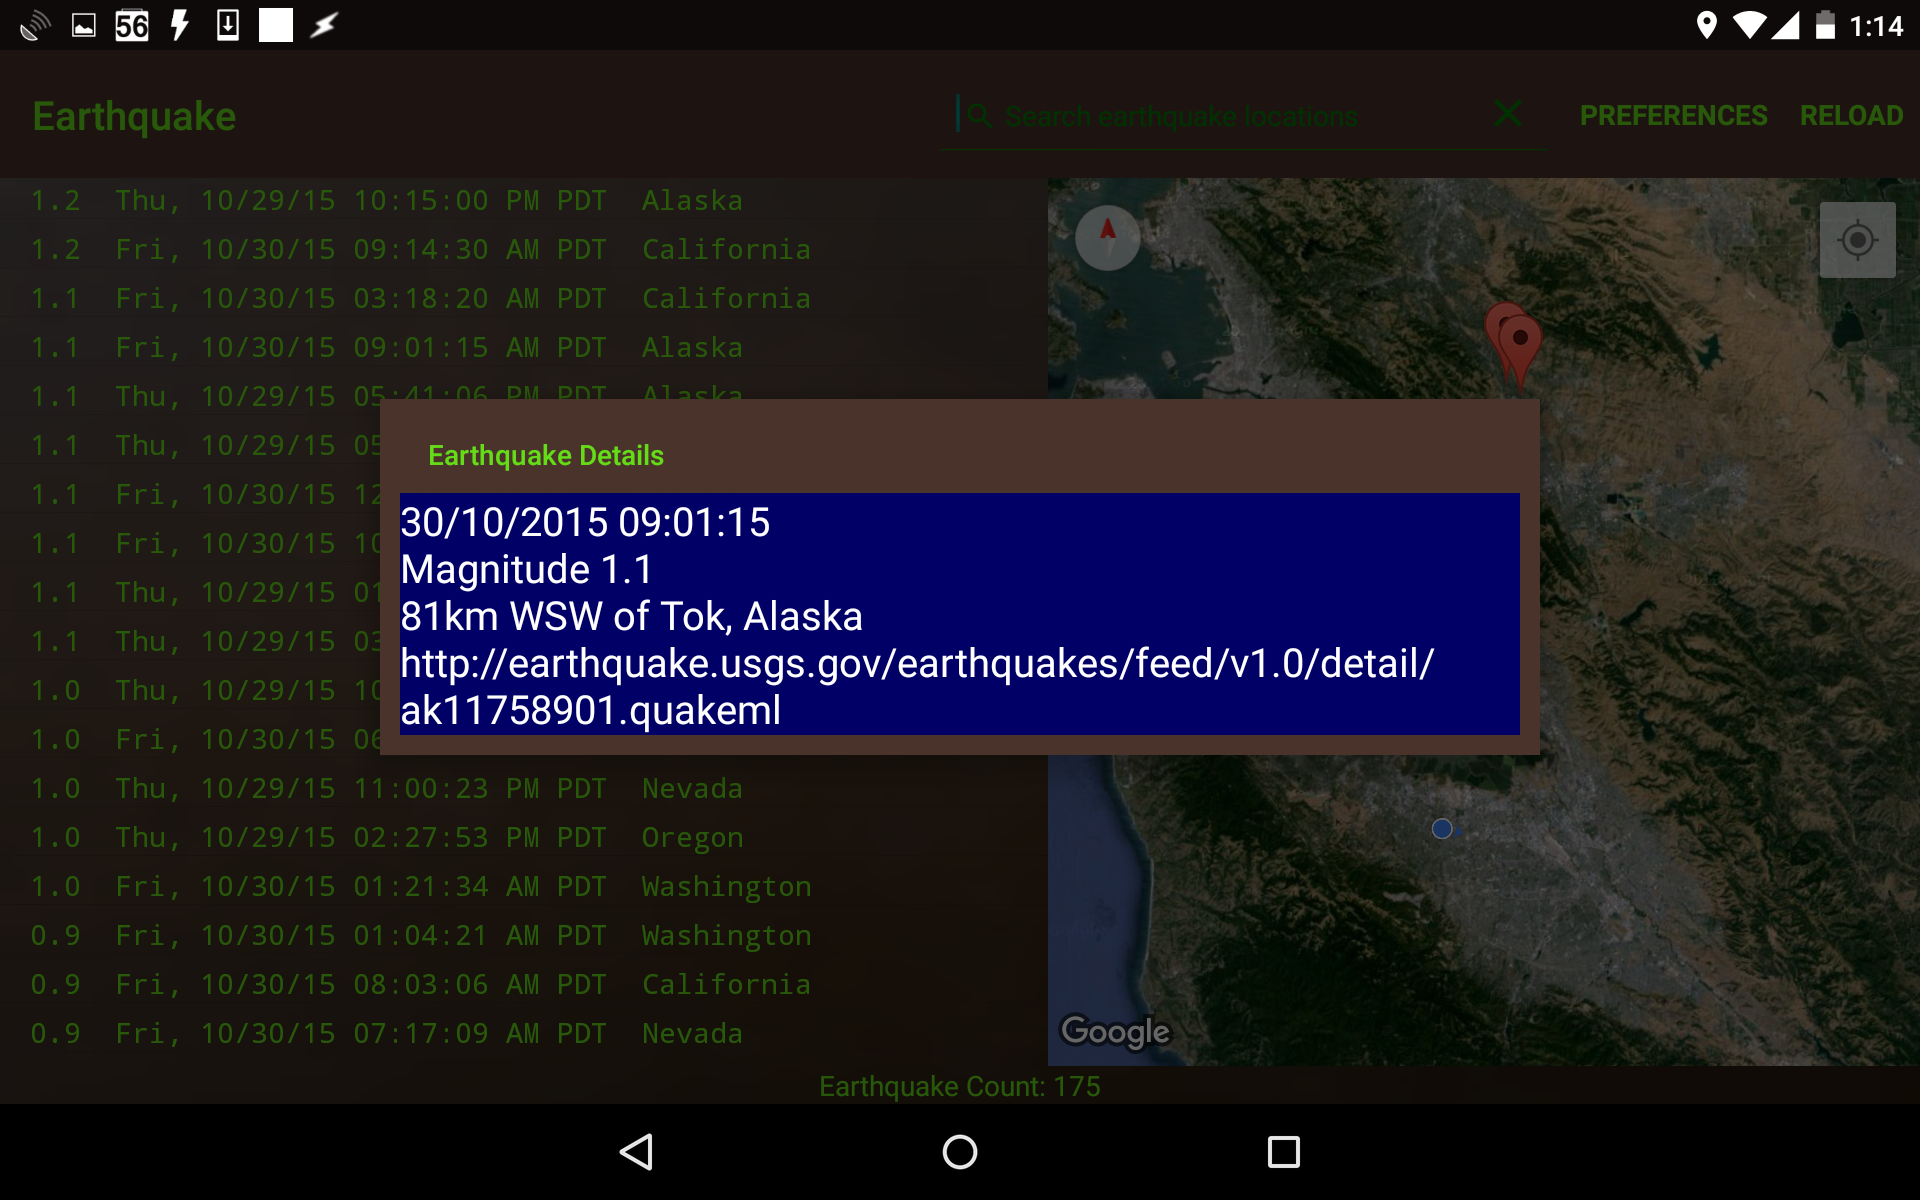 56
1:14
Earthquake
Search earthquake locations
PREFERENCES
RELOAD
1.2 Thu, 10/29/15 10:15:00 PM PDT Alaska
1.2 Fri, 10/30/15 09:14:30 AM PDT California
1.1 Fri, 10/30/15 03:18:20 AM PDT California
1.1 Fri, 10/30/15 09:01:15 AM PDT Alaska
1.1 Thu, 10/29/15 05:41:06 PM PDT Alaska
1.1 Thu, 10/29/15 05
1.1 Fri, 10/30/15 12
1.1 Fri, 10/30/15 10
1.1 Thu, 10/29/15 01
1.1 Thu, 10/29/15 03
1.0 Thu, 10/29/15 10
1.0 Fri, 10/30/15 06
1.0 Thu, 10/29/15 11:00:23 PM PDT Nevada
1.0 Thu, 10/29/15 02:27:53 PM PDT Oregon
1.0 Fri, 10/30/15 01:21:34 AM PDT Washington
0.9 Fri, 10/30/15 01:04:21 AM PDT Washington
0.9 Fri, 10/30/15 08:03:06 AM PDT California
0.9 Fri, 10/30/15 07:17:09 AM PDT Nevada
Earthquake Details
30/10/2015 09:01:15
Magnitude 1.1
81km WSW of Tok, Alaska
http://earthquake.usgs.gov/earthquakes/feed/v1.0/detail/
ak11758901.quakeml
Google
Earthquake Count: 175